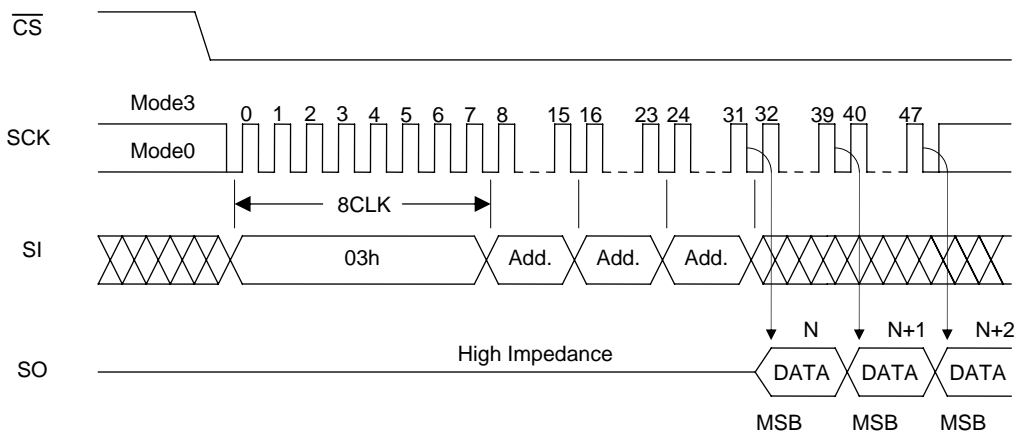 CS
Mode3
0 1 2 3 4 5 6 7 8 15 16 23 24 31 32 39 40 47
SCK
Mode0
8CLK
SI
03h Add. Add. Add.
N N+1 N+2
High Impedance
SO
DATA DATA DATA
MSB MSB MSB